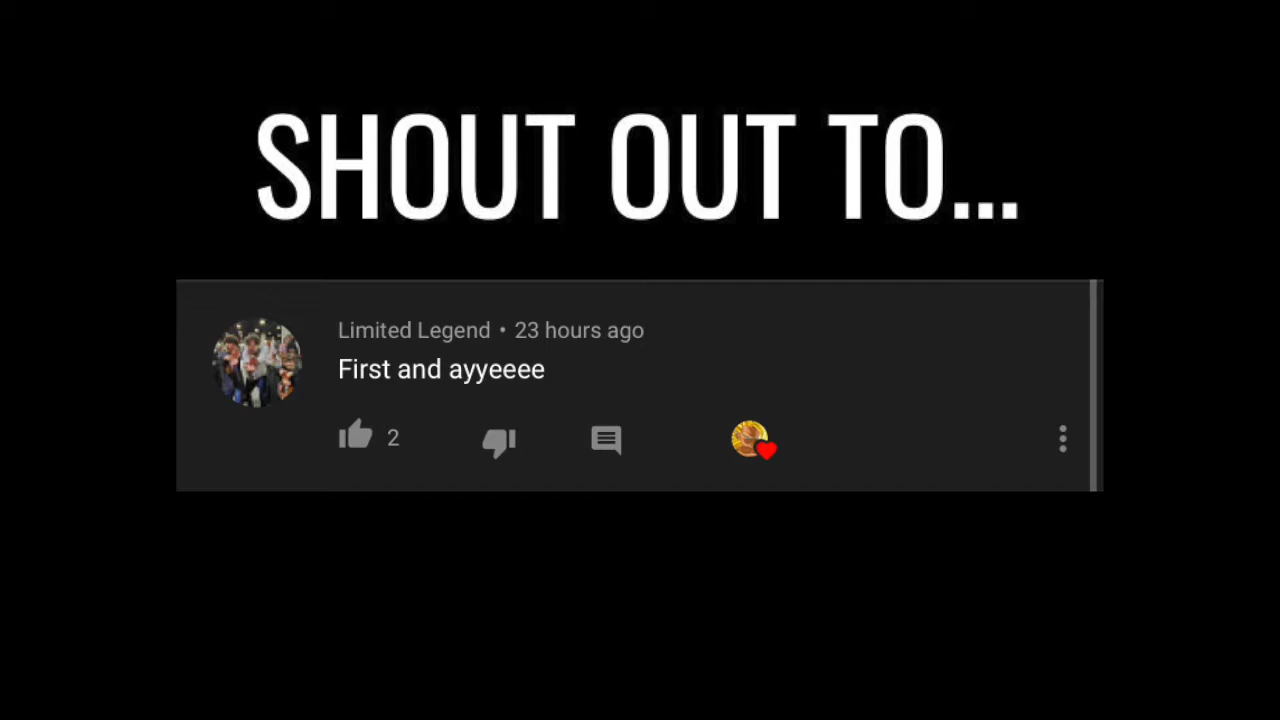 SHOUT OUT TO...
Limited Legend • 23 hours ago
First and ayyeeee
2